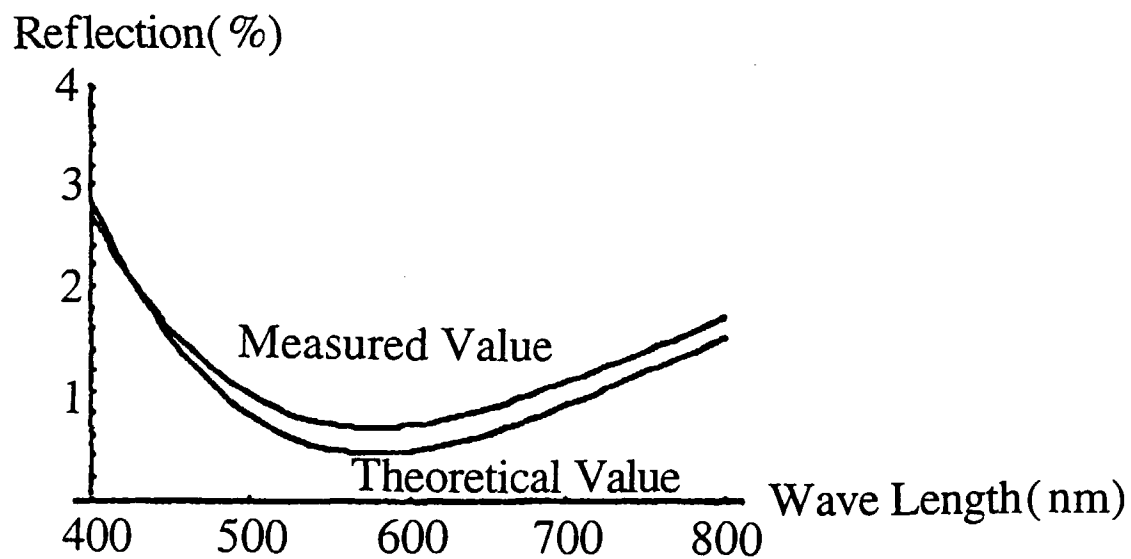 Reflection(%)
4
3
2
1
Measured Value
Theoretical Value
Wave Length(nm)
400 500 600 700 800